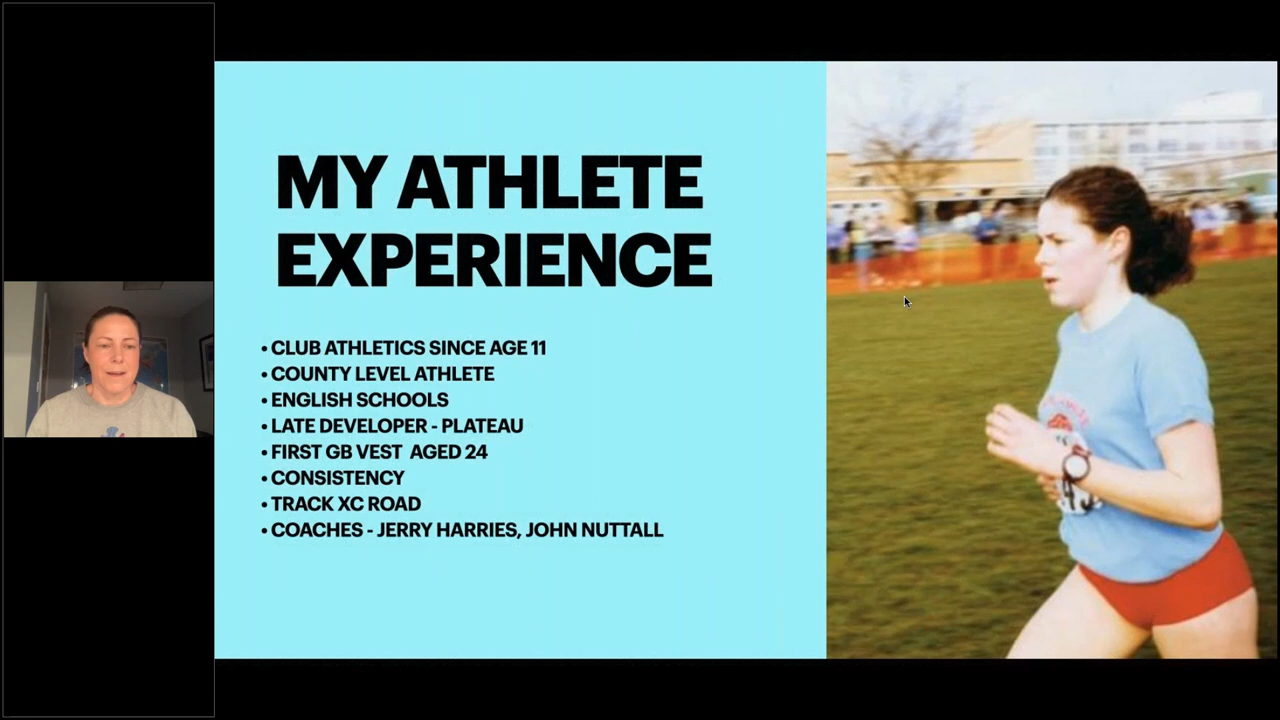 MY ATHLETE
EXPERIENCE
• CLUB ATHLETICS SINCE AGE 11
• COUNTY LEVEL ATHLETE
• ENGLISH SCHOOLS
• LATE DEVELOPER - PLATEAU
• FIRST GB VEST AGED 24
• CONSISTENCY
• TRACK XC ROAD
• COACHES - JERRY HARRIES, JOHN NUTTALL